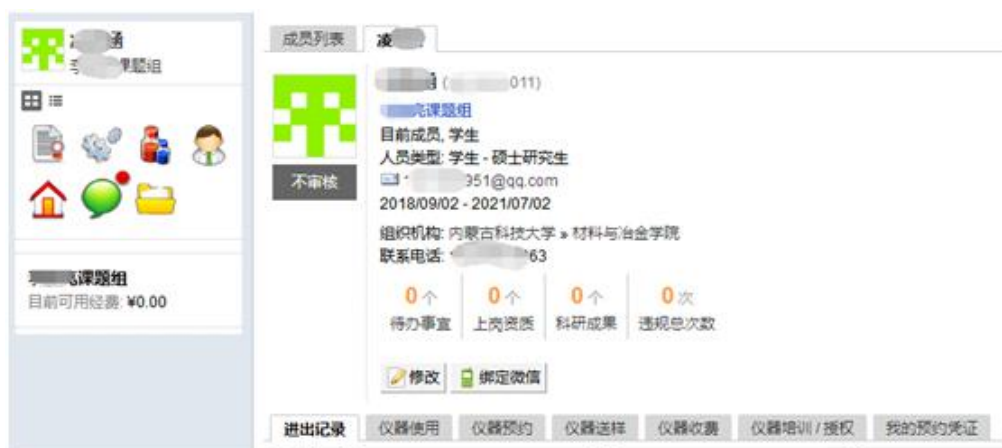 函
课题组
课题组
目前可用经费: ¥0.00
成员列表
凌
(011)
亮课题组
目前成员, 学生
人员类型: 学生 - 硕士研究生
951@qq.com
不审核
2018/09/02 - 2021/07/02
组织机构: 内蒙古科技大学 » 材料与冶金学院
联系电话: 63
0 个 0 个 0 个 0 次
待办事宜 上岗资质 科研成果 违规总次数
修改 绑定微信
进出记录 仪器使用 仪器预约 仪器送样 仪器收费 仪器培训 / 授权 我的预约凭证